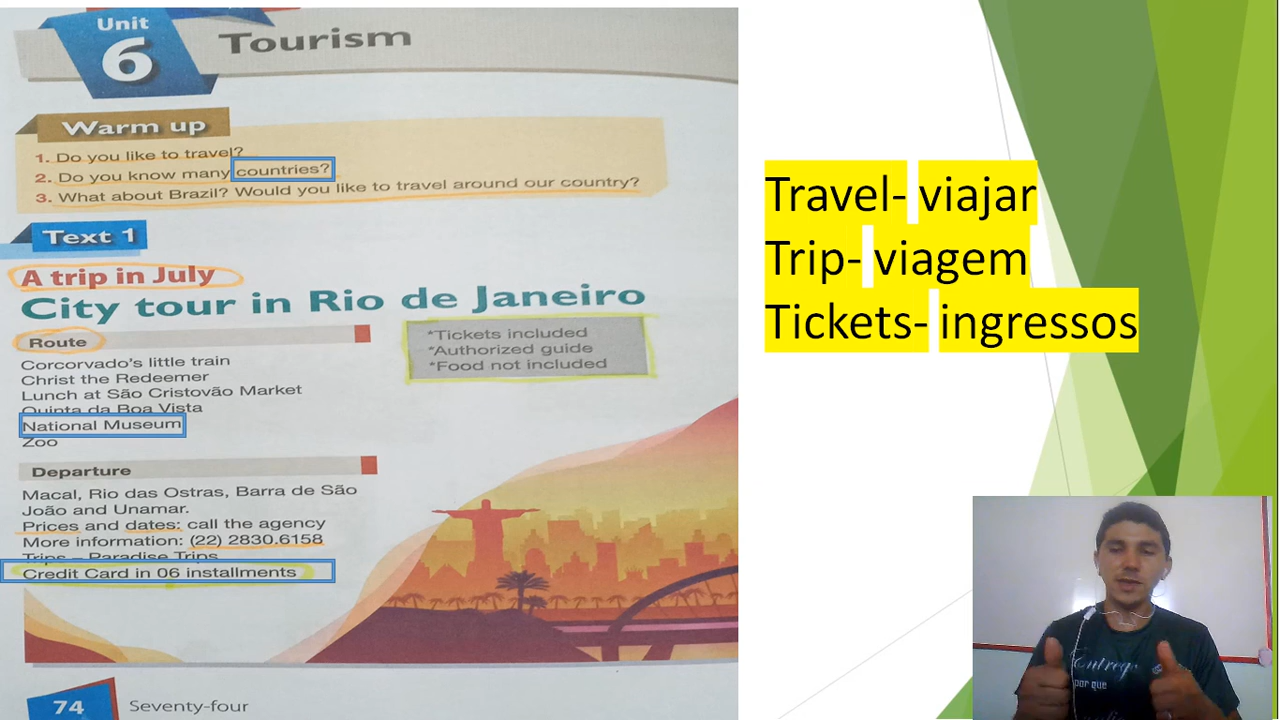 Unit
6
Tourism
Warm up
1. Do you like to travel?
2. Do you know many countries?
3. What about Brazil? Would you like to travel around our country?
Text 1
A trip in July
City tour in Rio de Janeiro
Route
Corcorvado's little train
Christ the Redeemer
Lunch at São Cristovão Market
Quinta da Boa Vista
National Museum
Zoo
*Tickets included
*Authorized guide
*Food not included
Departure
Macal, Rio das Ostras, Barra de São
João and Unamar.
Prices and dates: call the agency
More information: (22) 2830.6158
Trips – Paradise Trips
Credit Card in 06 installments
74
Seventy-four
Travel- viajar
Trip- viagem
Tickets- ingressos
Entreg
por que